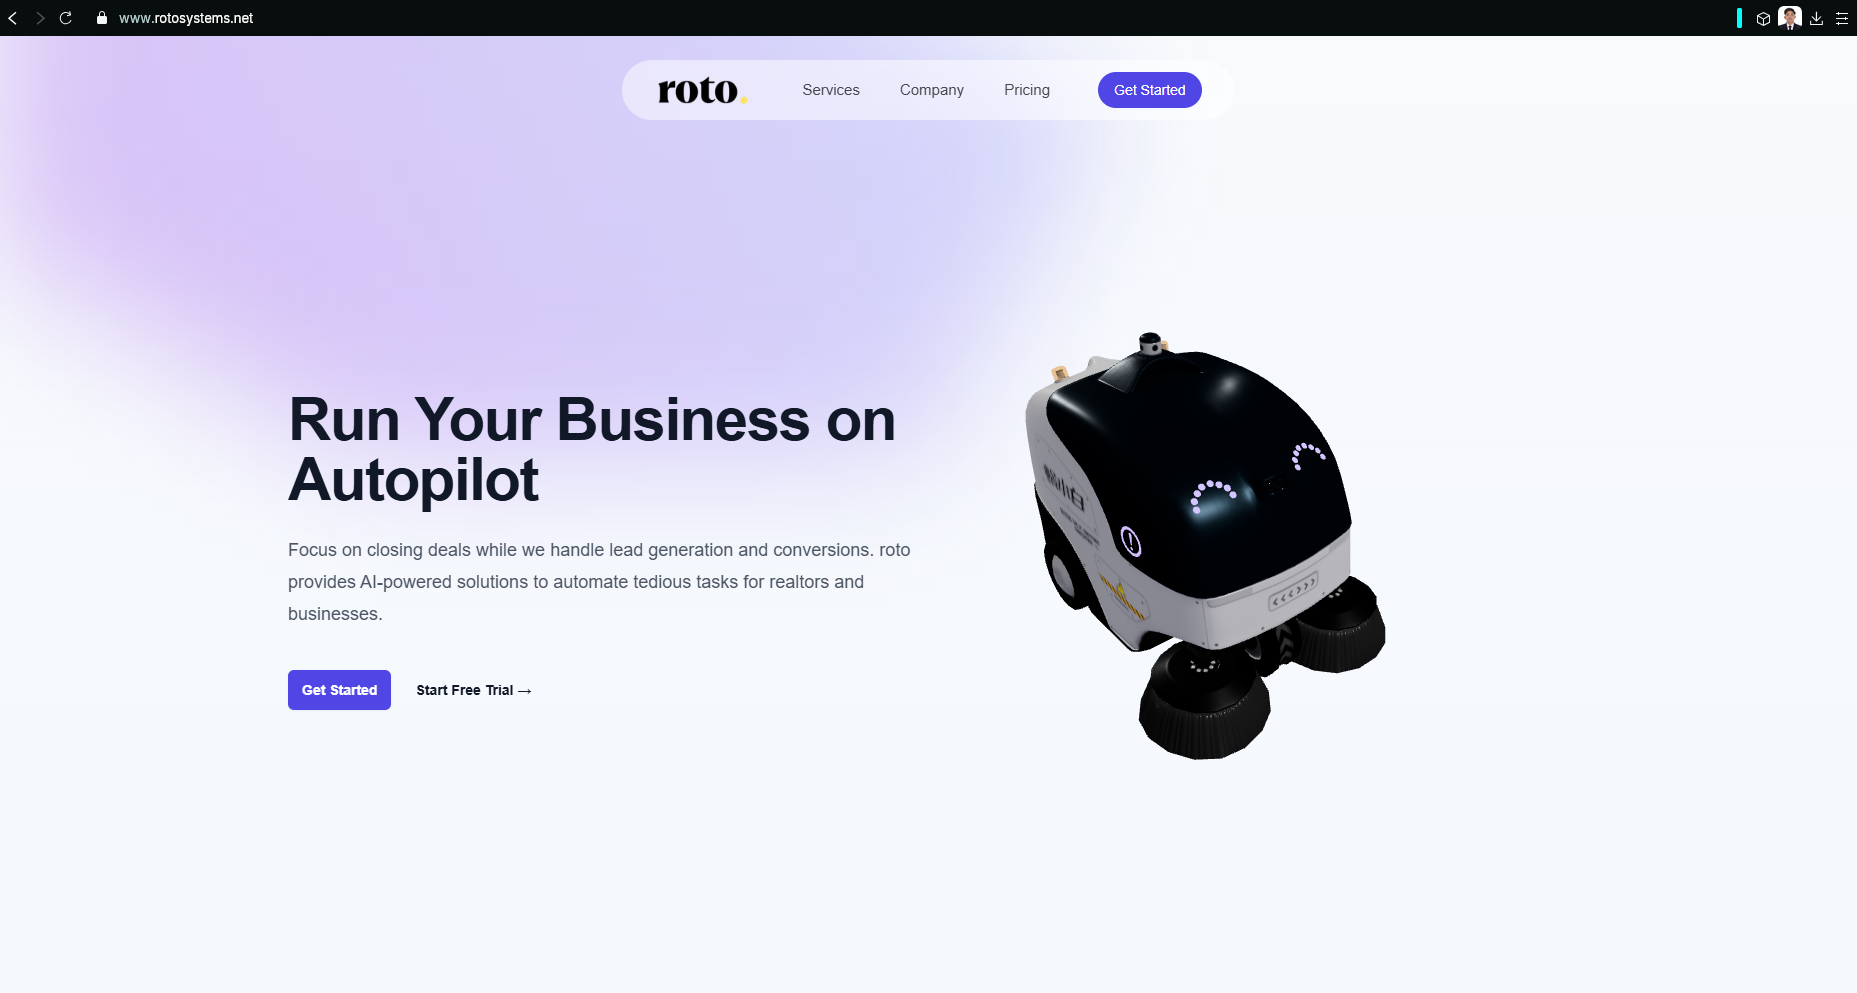 www.rotosystems.net
roto.
Services
Company
Pricing
Get Started
Run Your Business on
Autopilot
Focus on closing deals while we handle lead generation and conversions. roto
provides AI-powered solutions to automate tedious tasks for realtors and
businesses.
Get Started
Start Free Trial →